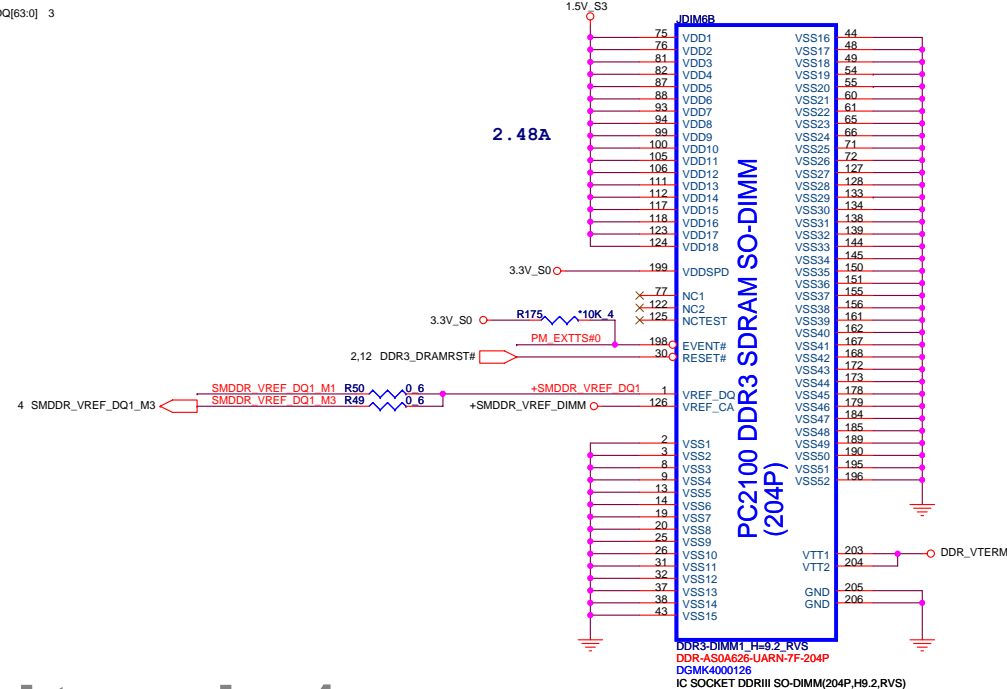 DQ[63:0] 3
1.5V_S3
JDIM6B
75 VDD1 VSS16 44
76 VDD2 VSS17 48
81 VDD3 VSS18 49
82 VDD4 VSS19 54
87 VDD5 VSS20 55
88 VDD6 VSS21 60
93 VDD7 VSS22 61
94 VDD8 VSS23 65
2.48A
99 VDD9 VSS24 66
100 VDD10 VSS25 71
105 VDD11 VSS26 72
106 VDD12 VSS27 127
111 VDD13 VSS28 128
112 VDD14 VSS29 133
117 VDD15 VSS30 134
118 VDD16 VSS31 138
123 VDD17 VSS32 139
124 VDD18 VSS33 144
VSS34 145
3.3V_S0 199 VDDSPD VSS35 150
VSS36 151
77 NC1 VSS37 155
122 NC2 VSS38 156
125 NCTEST VSS39 161
3.3V_S0 R175 *10K_4
VSS40 162
PM_EXTTS#0 198 EVENT# VSS41 167
2,12 DDR3_DRAMRST# 30 RESET# VSS42 168
VSS43 172
VSS44 173
SMDDR_VREF_DQ1_M1 R50 0_6 +SMDDR_VREF_DQ1 1 VREF_DQ VSS45 178
4 SMDDR_VREF_DQ1_M3 SMDDR_VREF_DQ1_M3 R49 0_6 +SMDDR_VREF_DIMM 126 VREF_CA VSS46 179
VSS47 184
VSS48 185
2 VSS1 VSS49 189
3 VSS2 VSS50 190
8 VSS3 VSS51 195
9 VSS4 VSS52 196
13 VSS5
14 VSS6
19 VSS7
20 VSS8
25 VSS9
26 VSS10 VTT1 203 DDR_VTERM
31 VSS11 VTT2 204
32 VSS12
37 VSS13 GND 205
38 VSS14 GND 206
43 VSS15
PC2100 DDR3 SDRAM SO-DIMM
(204P)
DDR3-DIMM1_H=9.2_RVS
DDR-AS0A626-UARN-7F-204P
DGMK4000126
IC SOCKET DDRIII SO-DIMM(204P,H9.2,RVS)